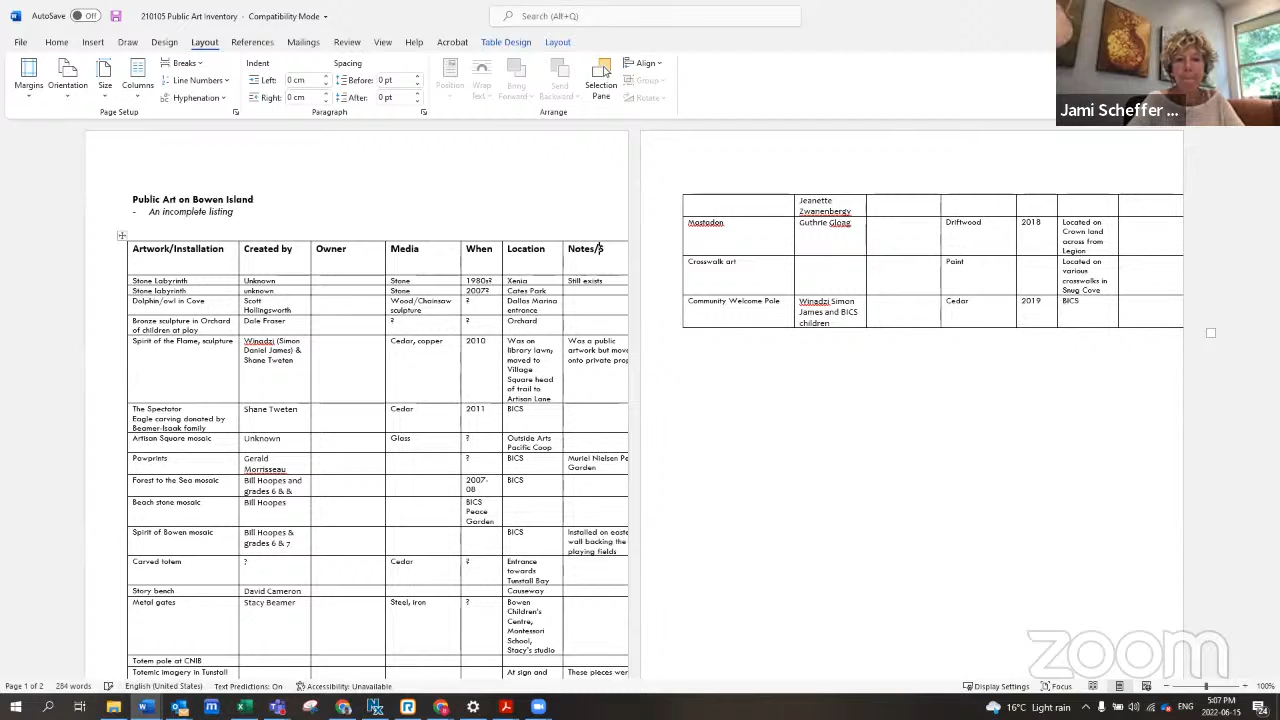 AutoSave Off 210105 Public Art Inventory - Compatibility Mode Search (Alt+Q)
File Home Insert Draw Design Layout References Mailings Review View Help Acrobat Table Design Layout
Margins Orientation Size Columns Breaks Line Numbers Hyphenation
Page Setup
Indent Spacing:
Left: 0 cm Before: 0 pt
Right: 0 cm After: 0 pt
Paragraph
Position Wrap Text Bring Forward Send Backward Selection Pane Align Group Rotate
Arrange
Jami Scheffer ...
Public Art on Bowen Island
- An incomplete listing
Artwork/Installation Created by Owner Media When Location Notes/S
Stone Labyrinth Unknown Stone 1980s? Xenia Still exists
Stone labyrinth unknown Stone 2007? Cates Park
Dolphin/owl in Cove Scott Hollingsworth Wood/Chainsaw sculpture ? Dallas Marina entrance
Bronze sculpture in Orchard of children at play Dale Fraser ? ? Orchard
Spirit of the Flame, sculpture Winadzi (Simon Daniel James) & Shane Tweten Cedar, copper 2010 Was on library lawn; moved to Village Square head of trail to Artisan Lane Was a public artwork but move onto private prop
The Spectator Eagle carving donated by Beamer-Isaak family Shane Tweten Cedar 2011 BICS
Artisan Square mosaic Unknown Glass ? Outside Arts Pacific Coop
Pawprints Gerald Morrisseau ? BICS Muriel Nielsen Pe Garden
Forest to the Sea mosaic Bill Hoopes and grades 6 & & 2007-08 BICS
Beach stone mosaic Bill Hoopes BICS Peace Garden
Spirit of Bowen mosaic Bill Hoopes & grades 6 & 7 BICS Installed on easte wall backing the playing fields
Carved totem ? Cedar ? Entrance towards Tunstall Bay
Story bench David Cameron Causeway
Metal gates Stacy Beamer Steel, iron ? Bowen Children's Centre, Montessori School, Stacy's studio
Totem pole at CNIB
Totemic imagery in Tunstall At sign and These pieces wer
Jeanette Zwanenbergy
Mastodon Guthrie Gloag Driftwood 2018 Located on Crown land across from Legion
Crosswalk art Paint Located on various crosswalks in Snug Cove
Community Welcome Pole Winadzi Simon James and BICS children Cedar 2019 BICS
zoom
Page 1 of 2 284 words English (United States) Text Predictions: On Accessibility: Unavailable Display Settings Focus 100%
16°C Light rain ENG 5:07 PM 2022-06-15 24